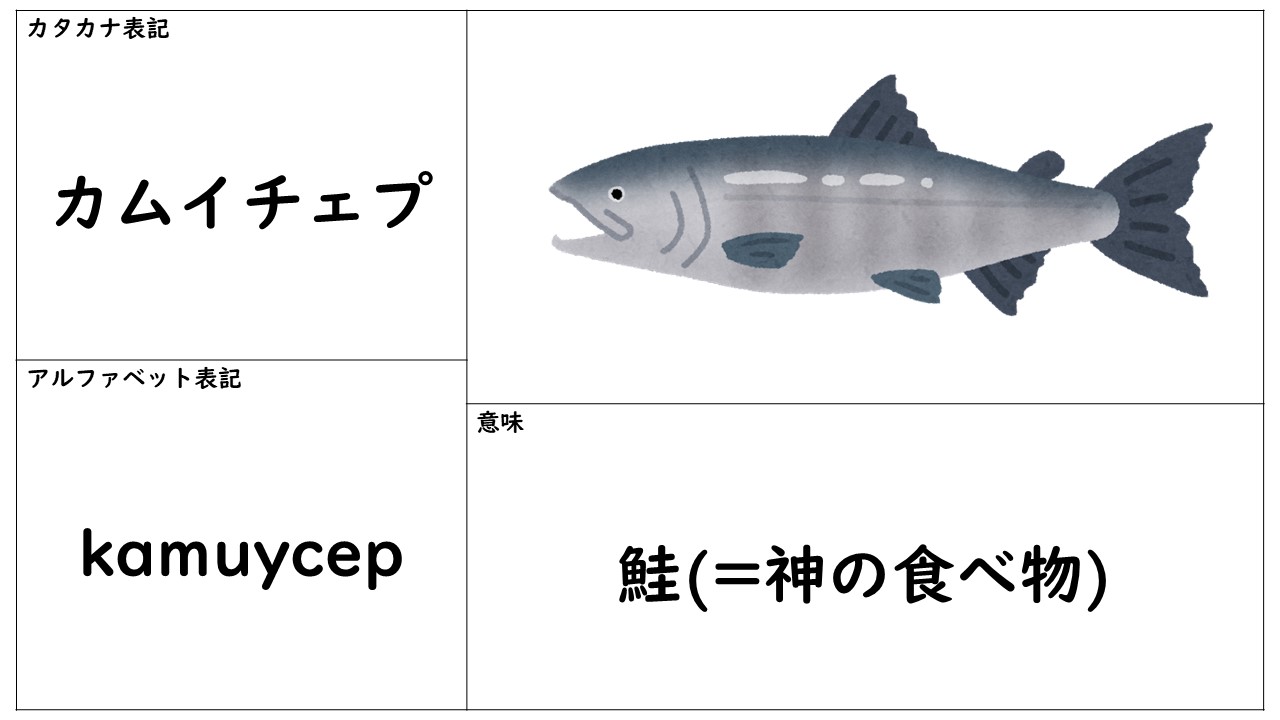 カタカナ表記
カムイチェプ
アルファベット表記
kamuycep
意味
鮭(=神の食べ物)